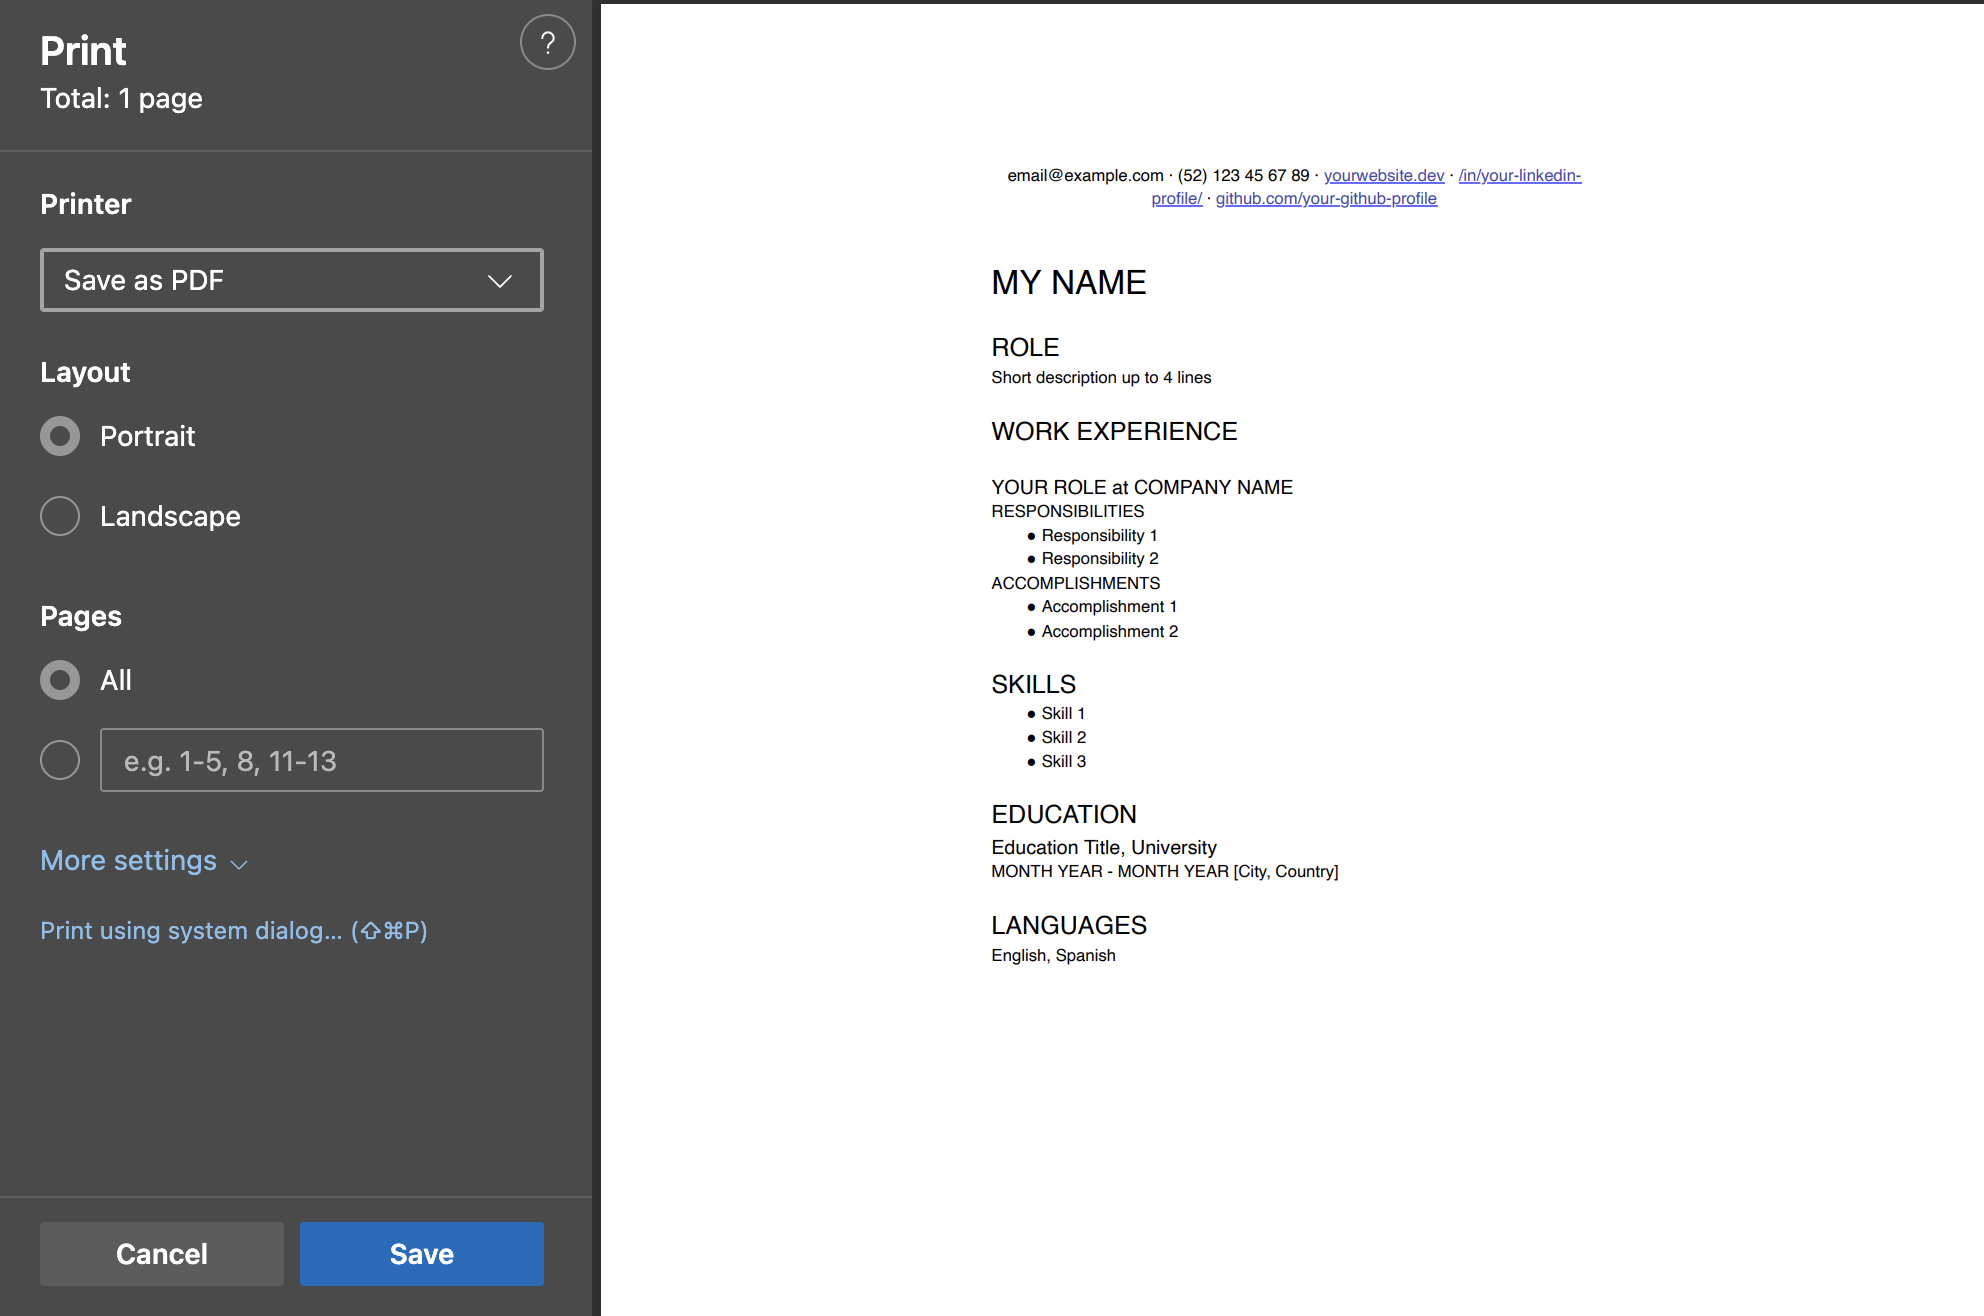 Print
?
Total: 1 page
Printer
Save as PDF
Layout
Portrait
Landscape
Pages
All
e.g. 1-5, 8, 11-13
More settings
Print using system dialog... (⇧⌘P)
Cancel
Save
email@example.com · (52) 123 45 67 89 · yourwebsite.dev · /in/your-linkedin-
profile/ · github.com/your-github-profile
MY NAME
ROLE
Short description up to 4 lines
WORK EXPERIENCE
YOUR ROLE at COMPANY NAME
RESPONSIBILITIES
● Responsibility 1
● Responsibility 2
ACCOMPLISHMENTS
● Accomplishment 1
● Accomplishment 2
SKILLS
● Skill 1
● Skill 2
● Skill 3
EDUCATION
Education Title, University
MONTH YEAR - MONTH YEAR [City, Country]
LANGUAGES
English, Spanish